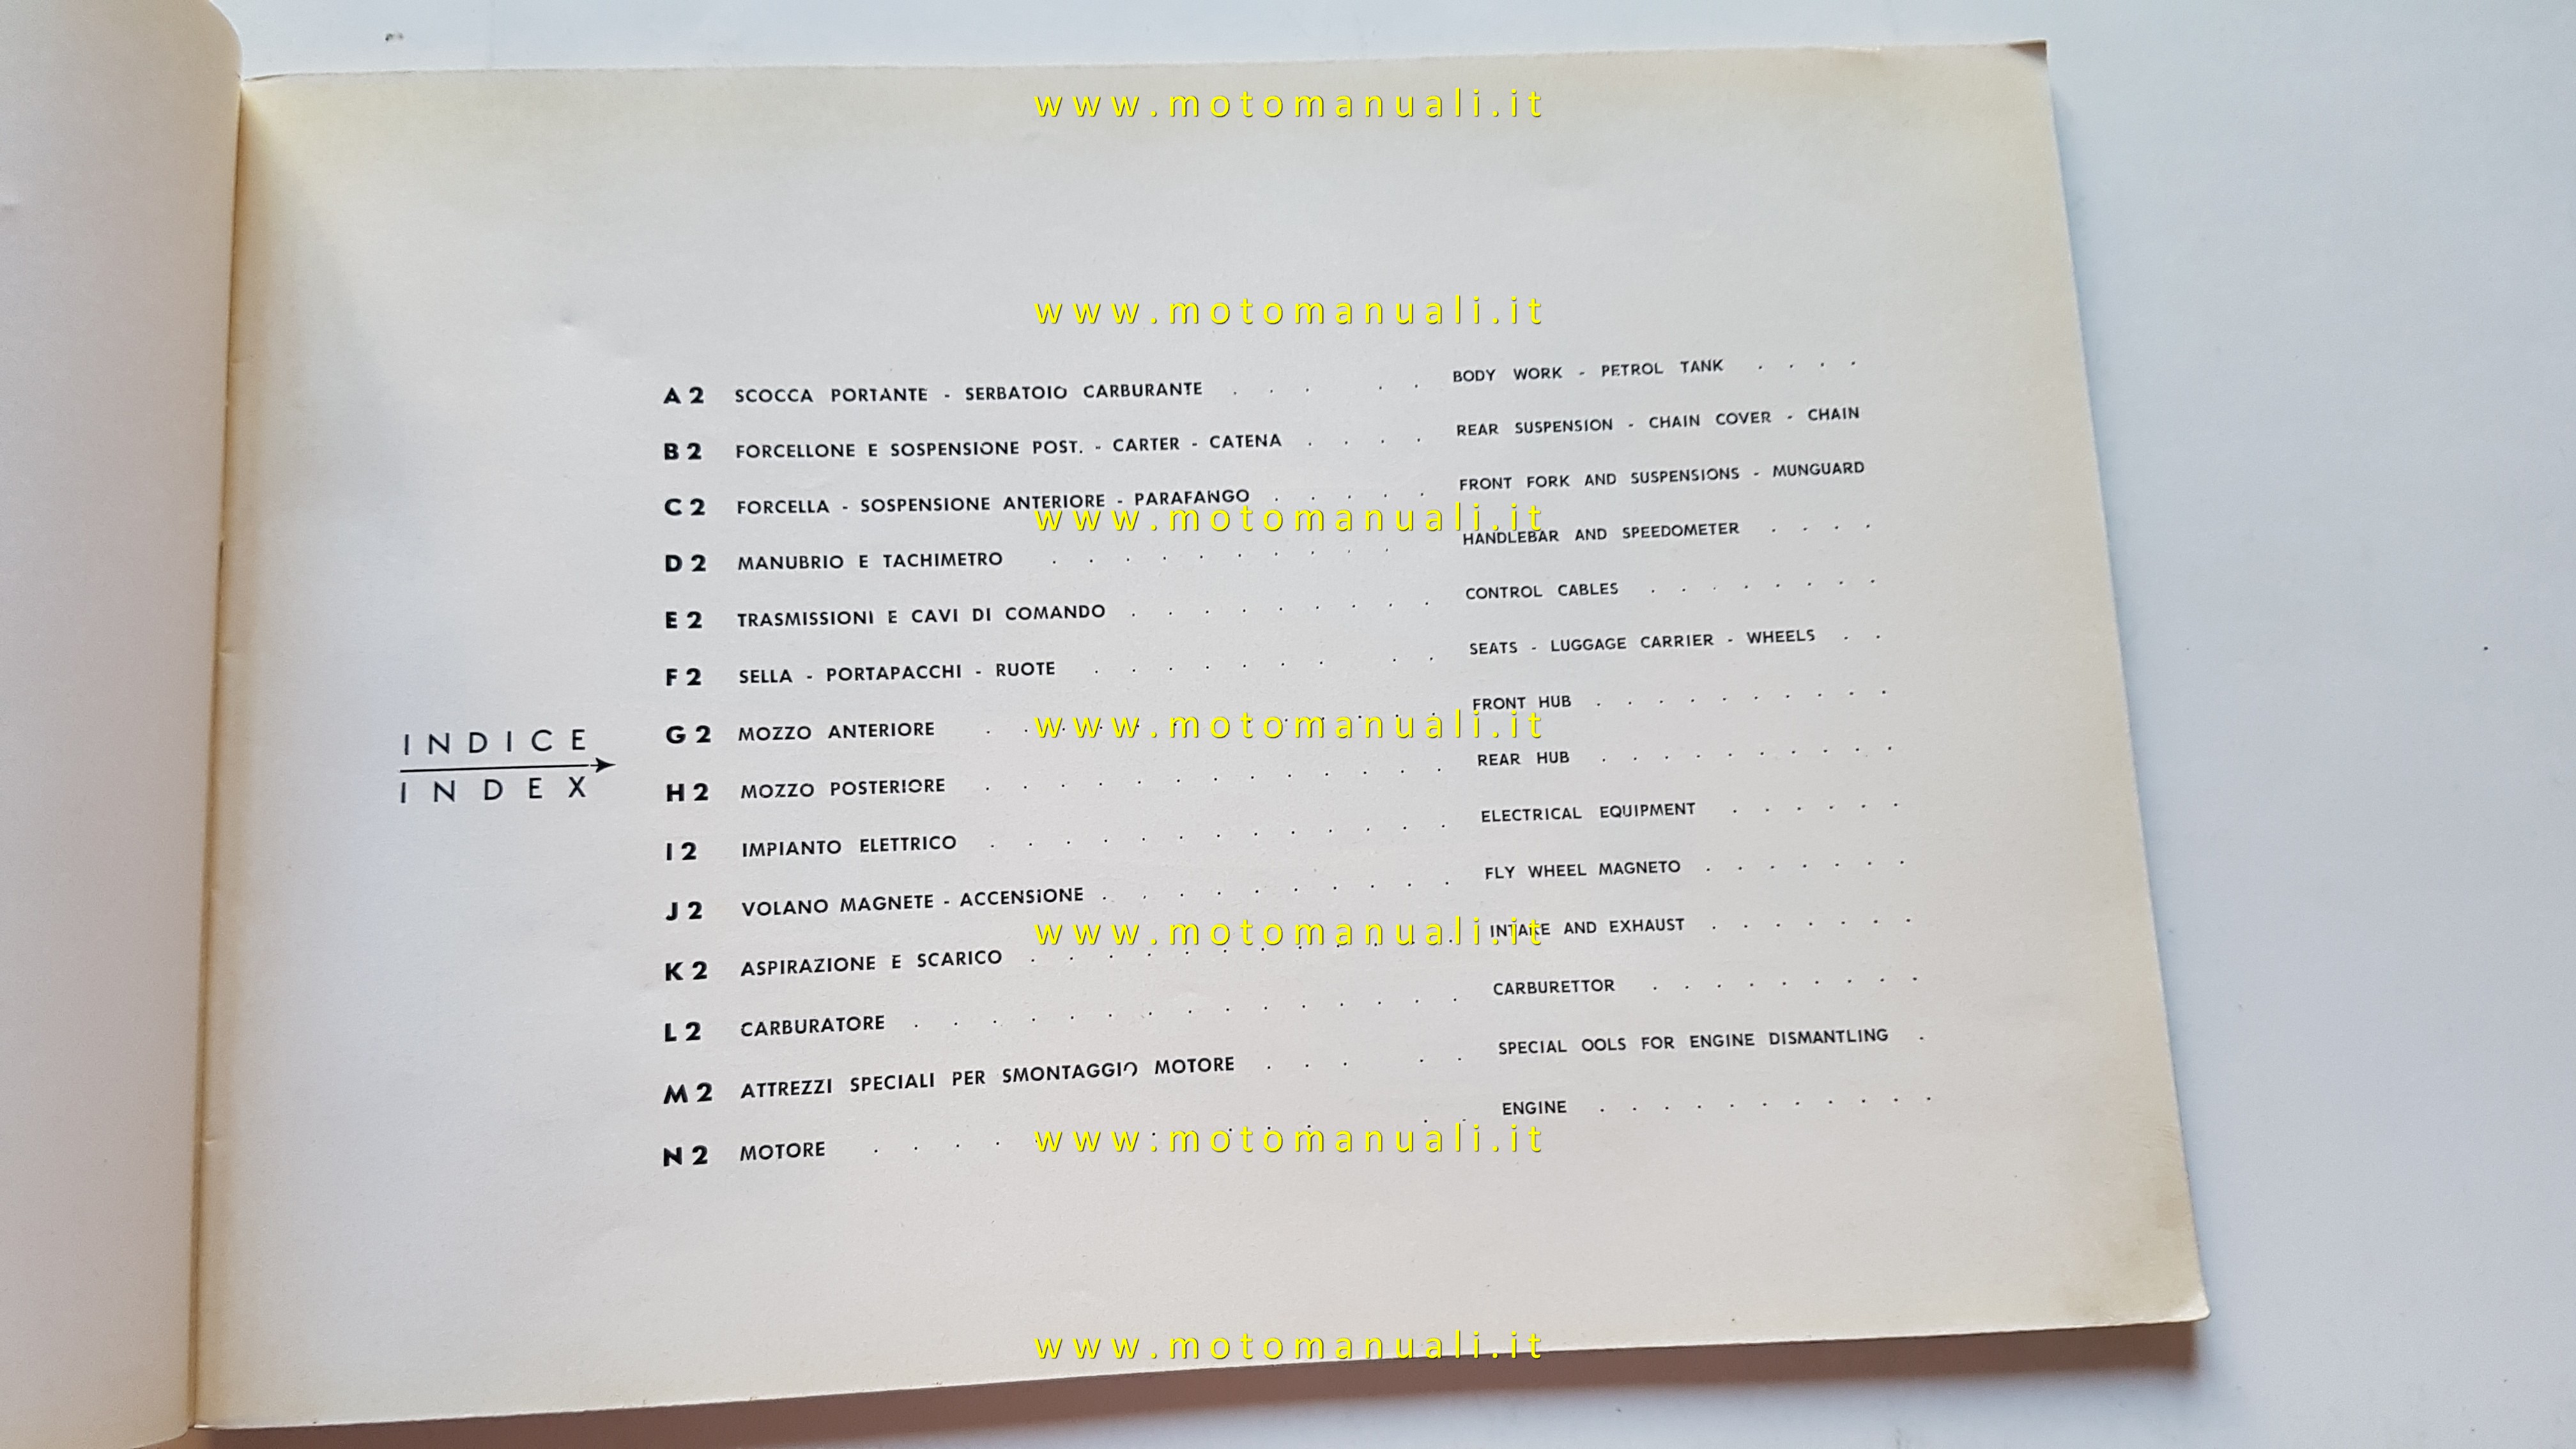 www.motomanuali.it
www.motomanuali.it
A 2 SCOCCA PORTANTE - SERBATOIO CARBURANTE . . . . . BODY WORK - PETROL TANK . . . .
B 2 FORCELLONE E SOSPENSIONE POST. - CARTER - CATENA . . . . REAR SUSPENSION - CHAIN COVER - CHAIN
C 2 FORCELLA - SOSPENSIONE ANTERIORE - PARAFANGO . . . . . FRONT FORK AND SUSPENSIONS - MUNGUARD
www.motomanuali.it
D 2 MANUBRIO E TACHIMETRO . . . . . . . . . . HANDLEBAR AND SPEEDOMETER . . . .
E 2 TRASMISSIONI E CAVI DI COMANDO . . . . . . . . . CONTROL CABLES . . . . . . . .
F 2 SELLA - PORTAPACCHI - RUOTE . . . . . . . . . SEATS - LUGGAGE CARRIER - WHEELS . .
G 2 MOZZO ANTERIORE . . . . . . . . . . FRONT HUB . . . . . . . . .
www.motomanuali.it
INDICE
INDEX
H 2 MOZZO POSTERIORE . . . . . . . . . . . . . REAR HUB . . . . . . . . . .
I 2 IMPIANTO ELETTRICO . . . . . . . . . . . . . ELECTRICAL EQUIPMENT . . . . . .
J 2 VOLANO MAGNETE - ACCENSIONE . . . . . . . . . . FLY WHEEL MAGNETO . . . . . . .
K 2 ASPIRAZIONE E SCARICO . . . . . . . . . . . . INTAKE AND EXHAUST . . . . . . .
www.motomanuali.it
L 2 CARBURATORE . . . . . . . . . . . . . . . CARBURETTOR . . . . . . . . .
M 2 ATTREZZI SPECIALI PER SMONTAGGIO MOTORE . . . . . SPECIAL OOLS FOR ENGINE DISMANTLING .
N 2 MOTORE . . . . . . . . . . ENGINE . . . . . . . . . . .
www.motomanuali.it
www.motomanuali.it